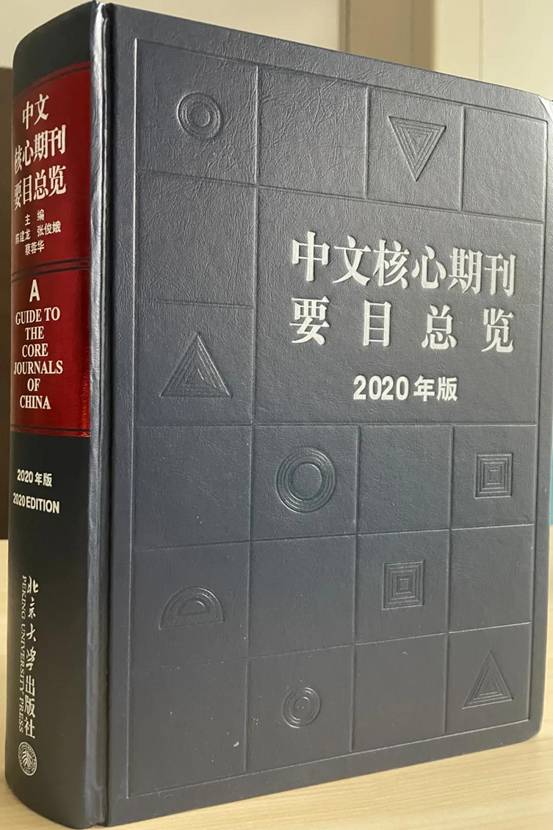 中文
核心期刊
要目总览
主 编
陈建龙 张俊娥
蔡蓉华
A
GUIDE TO
THE
CORE
JOURNALS
OF
CHINA
2020年版
2020 EDITION
北京大学出版社
PEKING UNIVERSITY PRESS
中文核心期刊
要目总览
2020年版